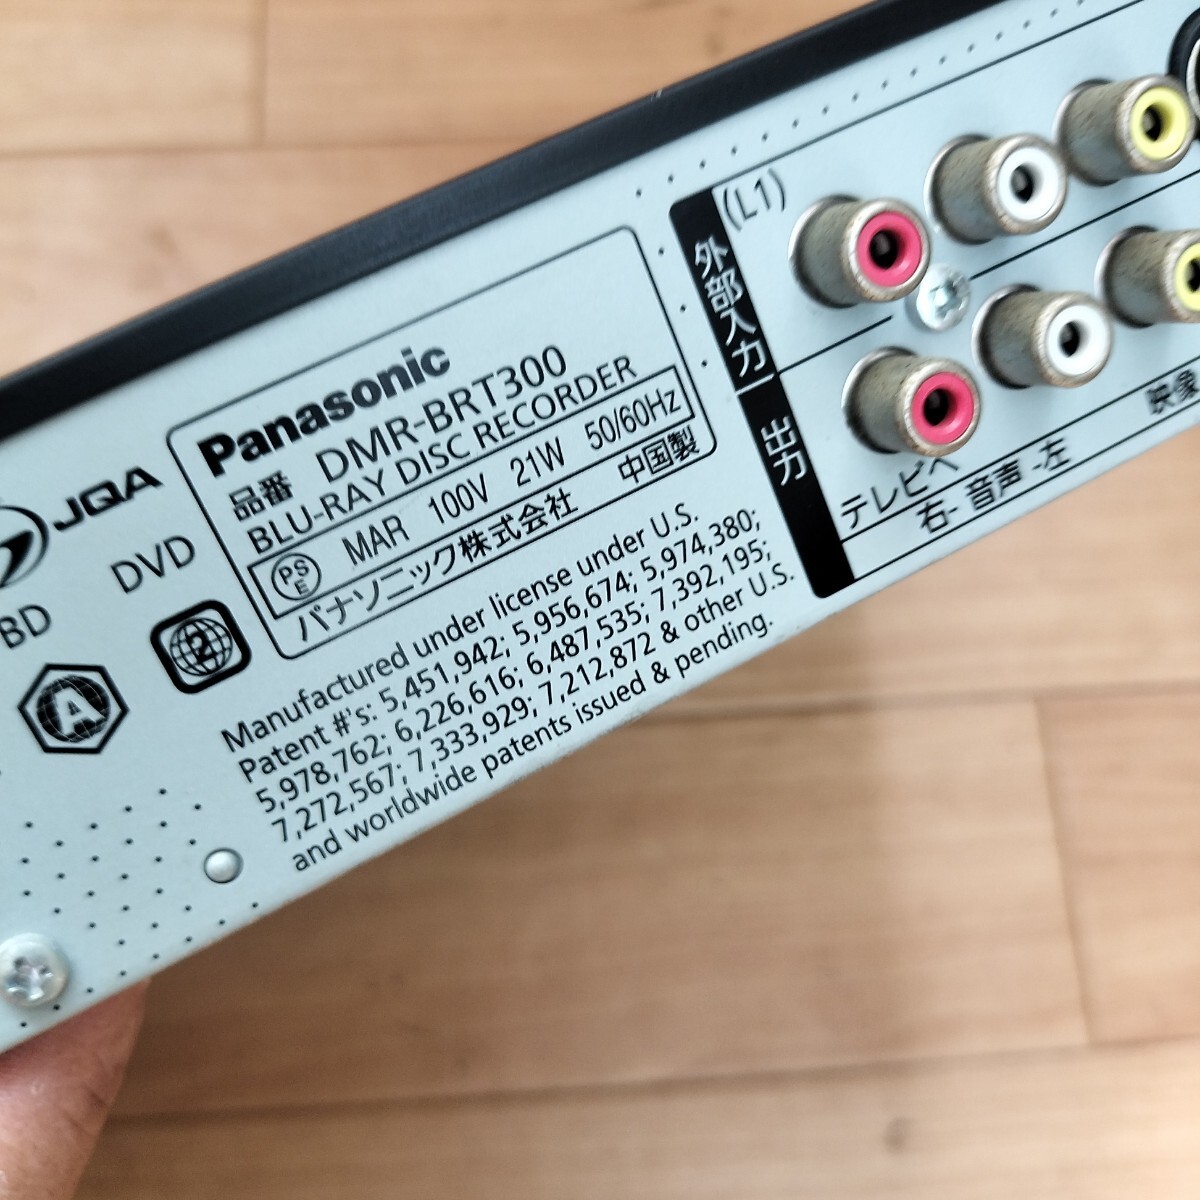 JQA
BD
DVD
A
2
Panasonic
品番 DMR-BRT300
BLU-RAY DISC RECORDER
PSE MAR 100V 21W 50/60Hz
パナソニック株式会社 中国製
Manufactured under license under U.S.
Patent #'s: 5,451,942; 5,956,674; 5,974,380;
5,978,762; 6,226,616; 6,487,535; 7,392,195;
7,272,567; 7,333,929; 7,212,872 & other U.S.
and worldwide patents issued & pending.
(L1)
外部入力
出力
テレビへ
右-音声-左
映像